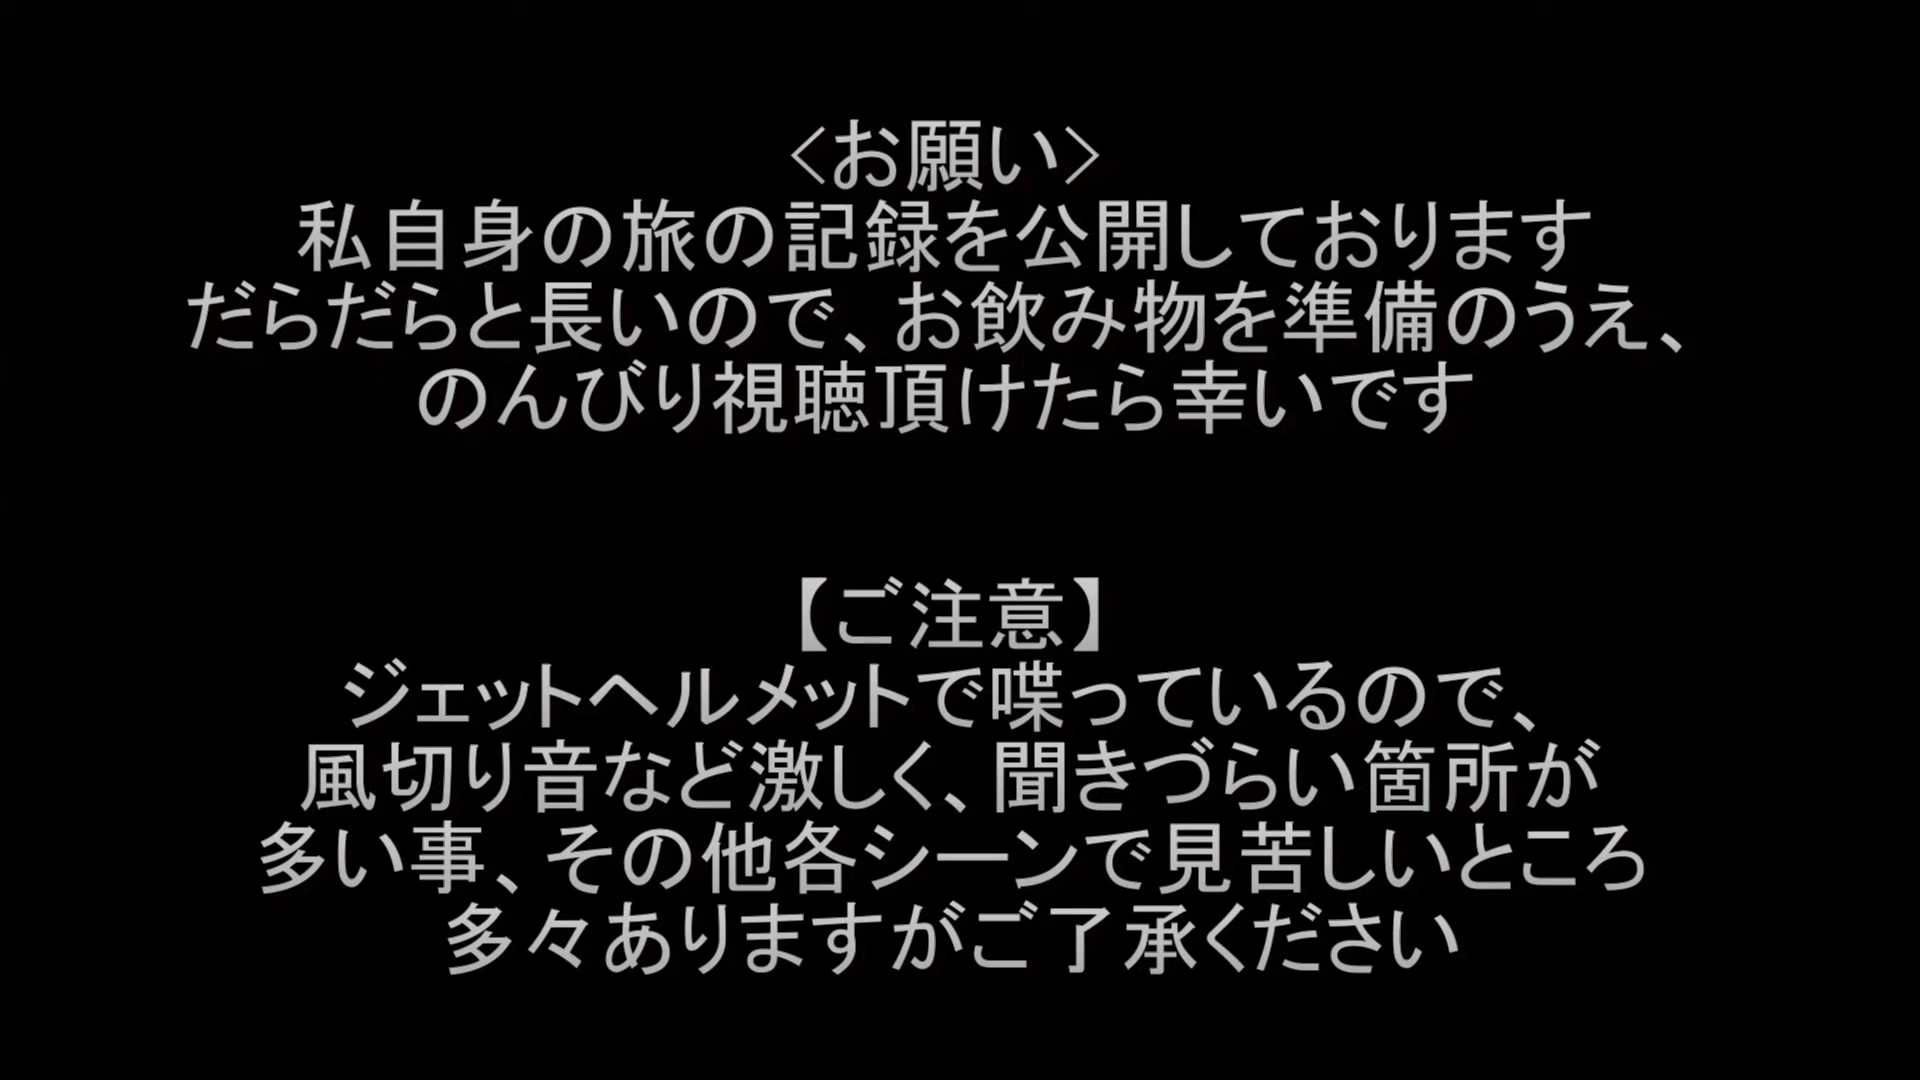 <お願い>
私自身の旅の記録を公開しております
だらだらと長いので、お飲み物を準備のうえ、
のんびり視聴頂けたら幸いです
【ご注意】
ジェットヘルメットで喋っているので、
風切り音など激しく、聞きづらい箇所が
多い事、その他各シーンで見苦しいところ
多々ありますがご了承ください